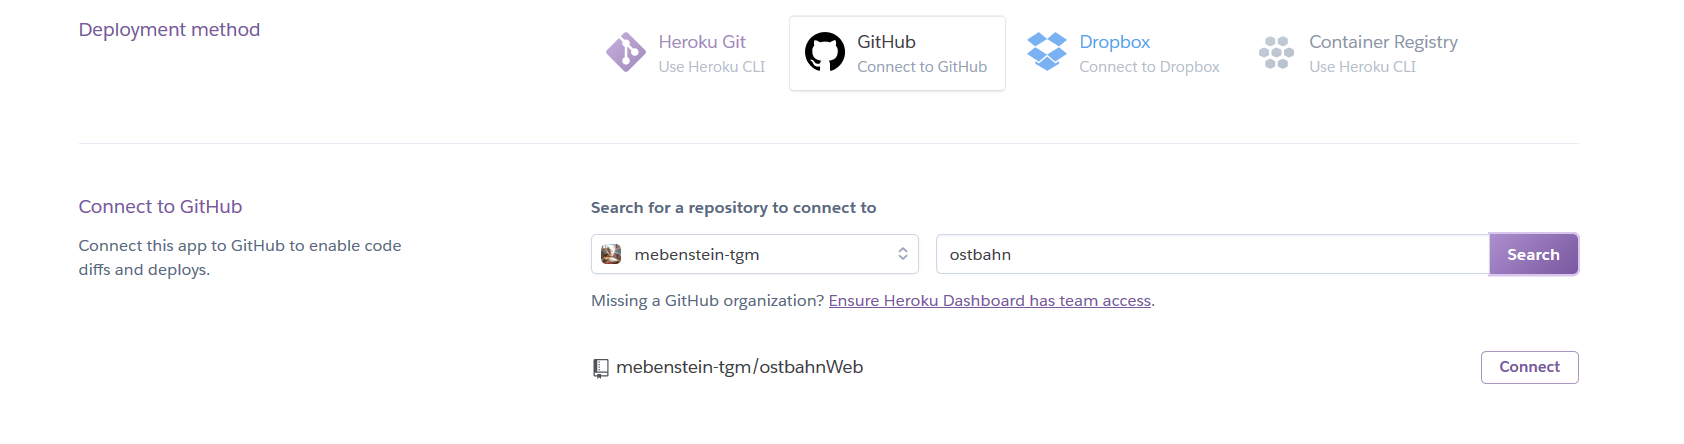 Deployment method
Heroku Git
Use Heroku CLI
GitHub
Connect to GitHub
Dropbox
Connect to Dropbox
Container Registry
Use Heroku CLI
Connect to GitHub
Connect this app to GitHub to enable code
diffs and deploys.
Search for a repository to connect to
mebenstein-tgm
ostbahn
Search
Missing a GitHub organization? Ensure Heroku Dashboard has team access.
mebenstein-tgm/ostbahnWeb
Connect